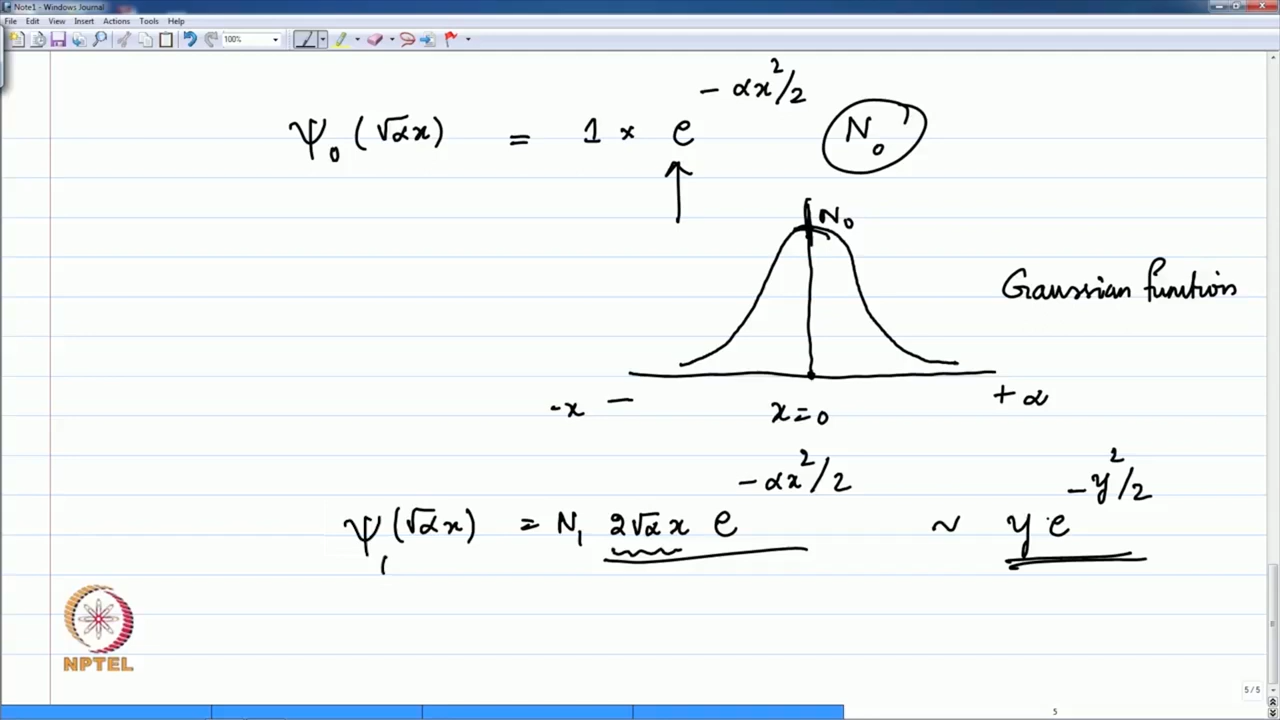 Note1 - Windows Journal
File Edit View Insert Actions Tools Help
100%
ψ₀ (√αx) = 1 × e^{-αx²/2} N₀
N₀
Gaussian function
-x — x=0 + α
ψ₁ (√αx) = N₁ 2√αx e^{-αx²/2} ~ y e^{-y²/2}
NPTEL
5/5
5